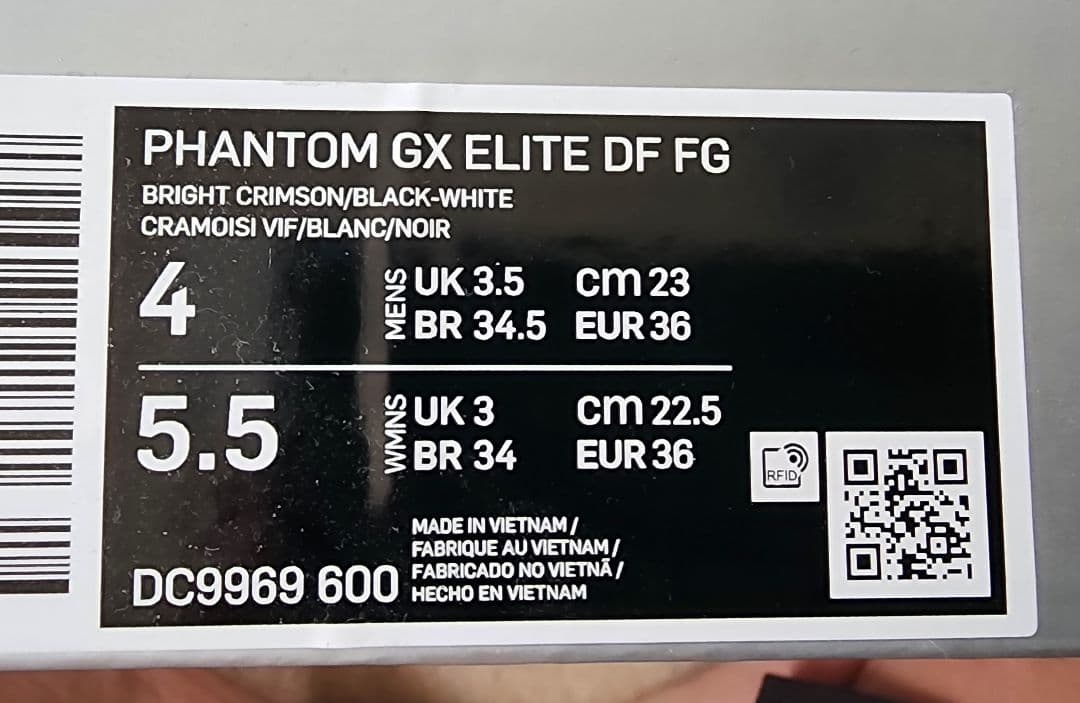 PHANTOM GX ELITE DF FG
BRIGHT CRIMSON/BLACK-WHITE
CRAMOISI VIF/BLANC/NOIR
4 MENS UK 3.5 cm 23
BR 34.5 EUR 36
5.5 WMNS UK 3 cm 22.5
BR 34 EUR 36
RFID
MADE IN VIETNAM /
FABRIQUE AU VIETNAM /
FABRICADO NO VIETNÃ /
HECHO EN VIETNAM
DC9969 600